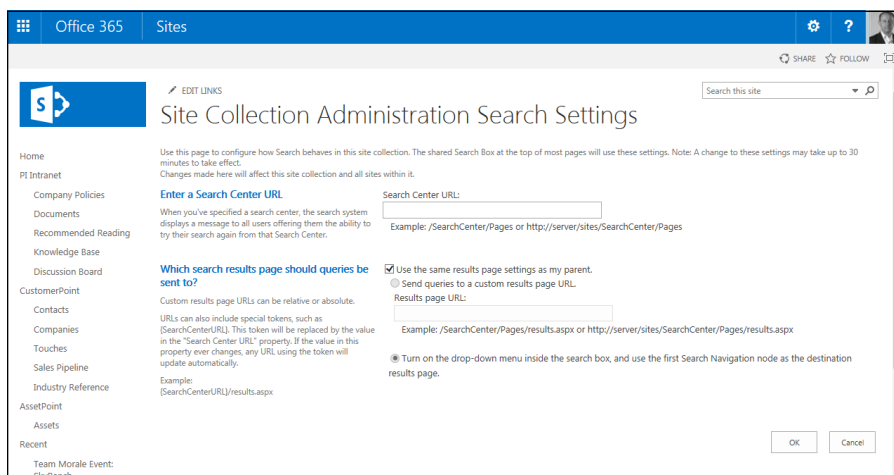 Office 365
Sites
?
SHARE
FOLLOW
S
EDIT LINKS
Search this site
Site Collection Administration Search Settings
Home
PI Intranet
Company Policies
Documents
Recommended Reading
Knowledge Base
Discussion Board
CustomerPoint
Contacts
Companies
Touches
Sales Pipeline
Industry Reference
AssetPoint
Assets
Recent
Team Morale Event:
Use this page to configure how Search behaves in this site collection. The shared Search Box at the top of most pages will use these settings. Note: A change to these settings may take up to 30
minutes to take effect.
Changes made here will affect this site collection and all sites within it.
Enter a Search Center URL
When you've specified a search center, the search system
displays a message to all users offering them the ability to
try their search again from that Search Center.
Search Center URL:
Example: /SearchCenter/Pages or http://server/sites/SearchCenter/Pages
Which search results page should queries be
sent to?
Custom results page URLs can be relative or absolute.
URLs can also include special tokens, such as
{SearchCenterURL}. This token will be replaced by the value
in the "Search Center URL" property. If the value in this
property ever changes, any URL using the token will
update automatically.
Example:
{SearchCenterURL}/results.aspx
Use the same results page settings as my parent.
Send queries to a custom results page URL.
Results page URL:
Example: /SearchCenter/Pages/results.aspx or http://server/sites/SearchCenter/Pages/results.aspx
Turn on the drop-down menu inside the search box, and use the first Search Navigation node as the destination
results page.
OK
Cancel